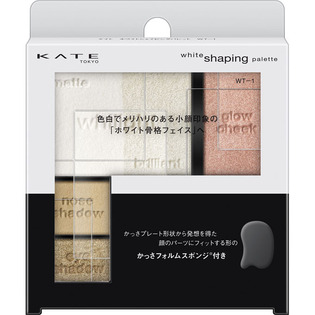 KATE
TOKYO
white shaping palette
WT-1
matte
white
色白でメリハリのある小顔印象の
「ホワイト骨格フェイス」へ
brilliant
glow
cheek
nose
shadow
eye
shadow
かっさプレート形状から発想を得た
顔のパーツにフィットする形の
かっさフォルムスポンジ®付き